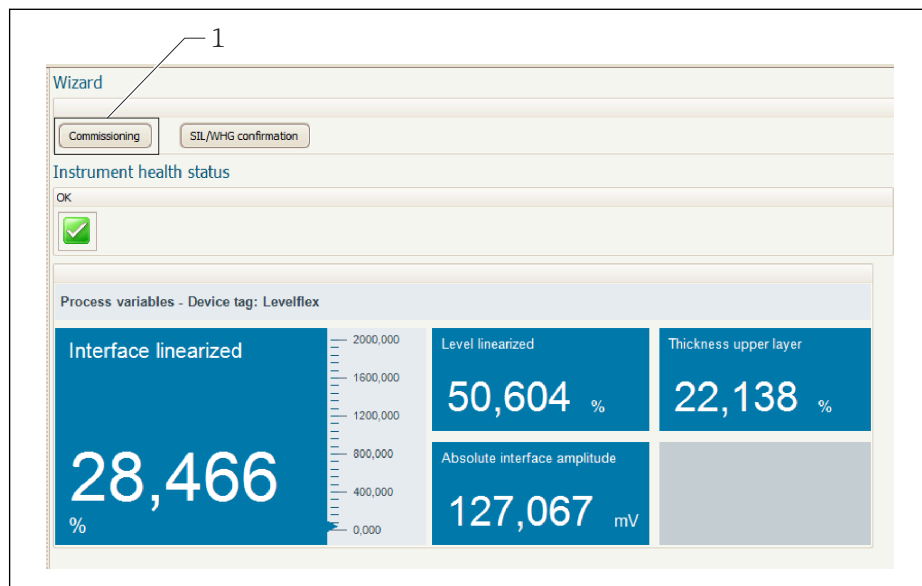 1
Wizard
Commissioning SIL/WHG confirmation
Instrument health status
OK
Process variables - Device tag: Levelflex
Interface linearized
28,466
%
2000,000
1600,000
1200,000
800,000
400,000
0,000
Level linearized
50,604 %
Thickness upper layer
22,138 %
Absolute interface amplitude
127,067 mV